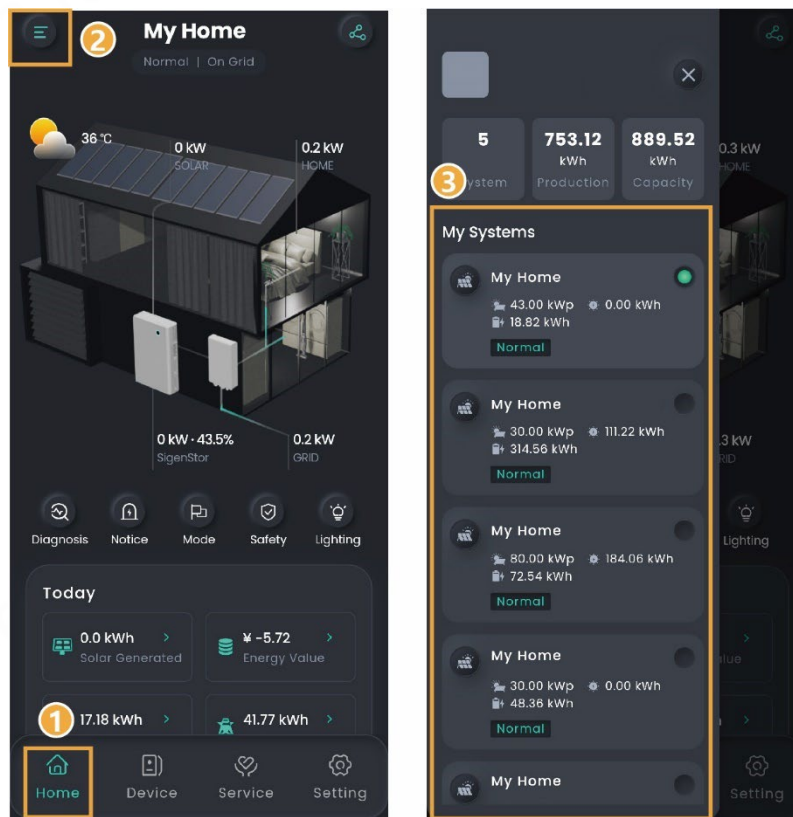 2
My Home
Normal | On Grid
36 ℃
0 kW
SOLAR
0.2 kW
HOME
0 kW · 43.5%
SigenStor
0.2 kW
GRID
Diagnosis
Notice
Mode
Safety
Lighting
Today
0.0 kWh
Solar Generated
¥ -5.72
Energy Value
1
17.18 kWh
41.77 kWh
Home
Device
Service
Setting
5
753.12
kWh
Production
889.52
kWh
Capacity
0.3 kW
HOME
3
My Systems
My Home
43.00 kWp
0.00 kWh
18.82 kWh
Normal
My Home
30.00 kWp
111.22 kWh
314.56 kWh
Normal
My Home
80.00 kWp
184.06 kWh
72.54 kWh
Normal
My Home
30.00 kWp
0.00 kWh
48.36 kWh
Normal
My Home
Lighting
Setting